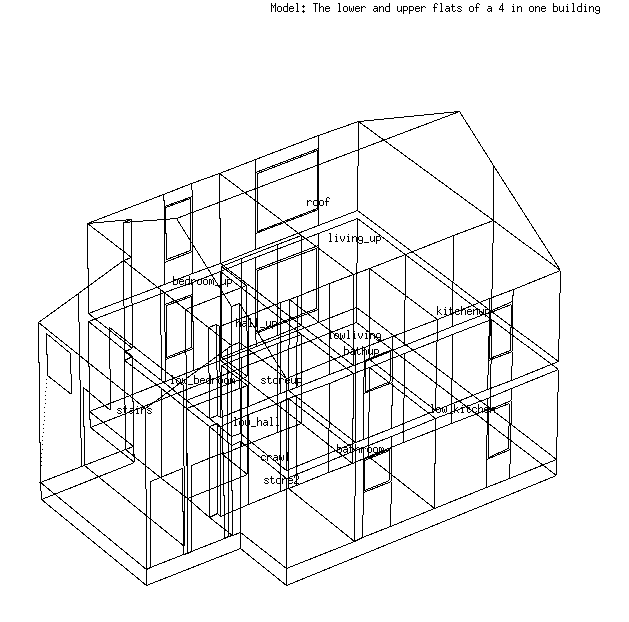 Model: The lower and upper flats of a 4 in one building
roof
living_up
bedroom_up
kitchenup
hall_up
lowliving
bathup
low_bedroom
storeup
stairs
low_kitchen
low_hall
bathroom
crawl
store2